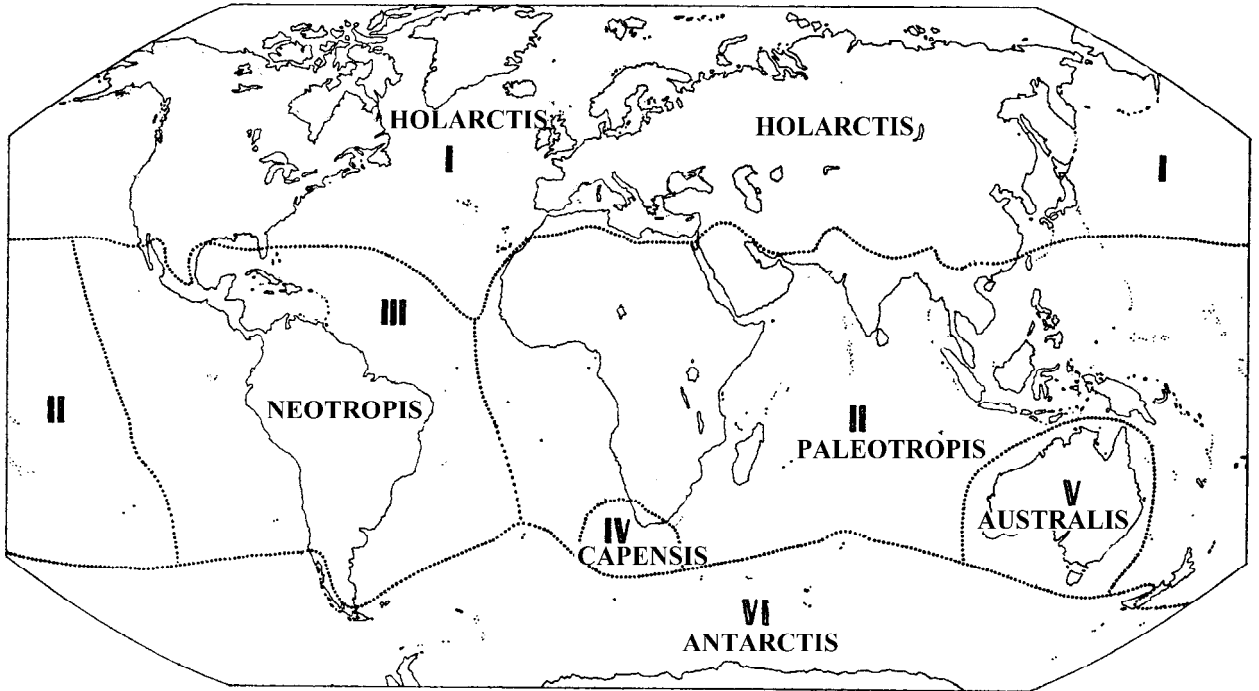 HOLARCTIS
HOLARCTIS
I
I
III
II
NEOTROPIS
II
PALEOTROPIS
V
AUSTRALIS
IV
CAPENSIS
VI
ANTARCTIS